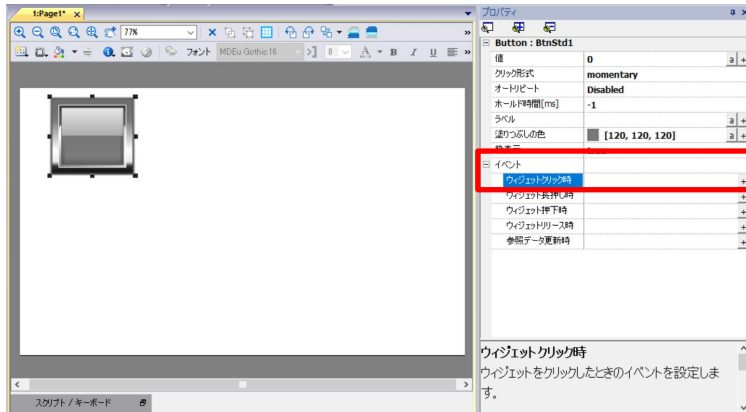 1:Page1* x
77%
フォント MDEu Gothic16 8 A B I U
スクリプト / キーボード
プロパティ
Button : BtnStd1
値 0 a +
クリック形式 momentary
オートリピート Disabled
ホールド時間[ms] -1
ラベル a +
塗りつぶしの色 [120, 120, 120] a +
イベント
ウィジェットクリック時 +
ウィジェット長押し時 +
ウィジェット押下時 +
ウィジェットリリース時 +
参照データ更新時 +
ウィジェットクリック時
ウィジェットをクリックしたときのイベントを設定しま
す。